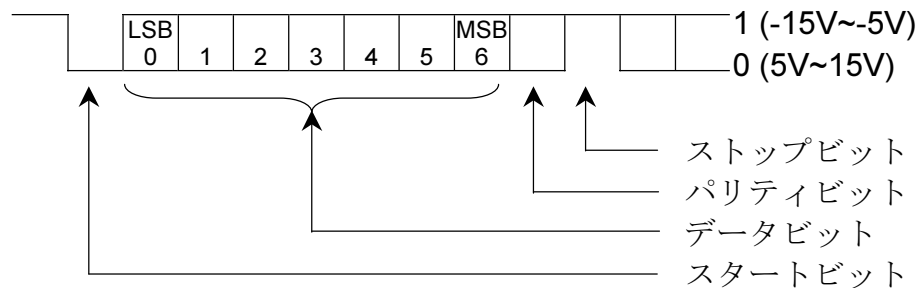 LSB MSB 1 (-15V~-5V)
0 1 2 3 4 5 6 0 (5V~15V)
ストップビット
パリティビット
データビット
スタートビット